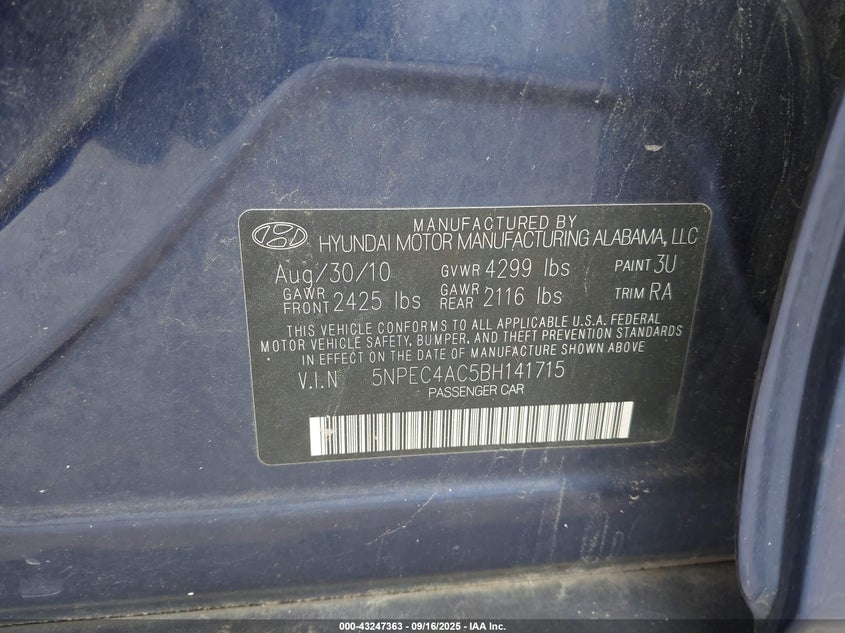 MANUFACTURED BY
HYUNDAI MOTOR MANUFACTURING ALABAMA, LLC
Aug/30/10 GVWR 4299 lbs PAINT 3U
GAWR FRONT 2425 lbs GAWR REAR 2116 lbs TRIM RA
THIS VEHICLE CONFORMS TO ALL APPLICABLE U.S.A. FEDERAL
MOTOR VEHICLE SAFETY, BUMPER, AND THEFT PREVENTION STANDARDS
IN EFFECT ON THE DATE OF MANUFACTURE SHOWN ABOVE
V.I.N 5NPEC4AC5BH141715
PASSENGER CAR
000-43247363 - 09/16/2025 - IAA Inc.